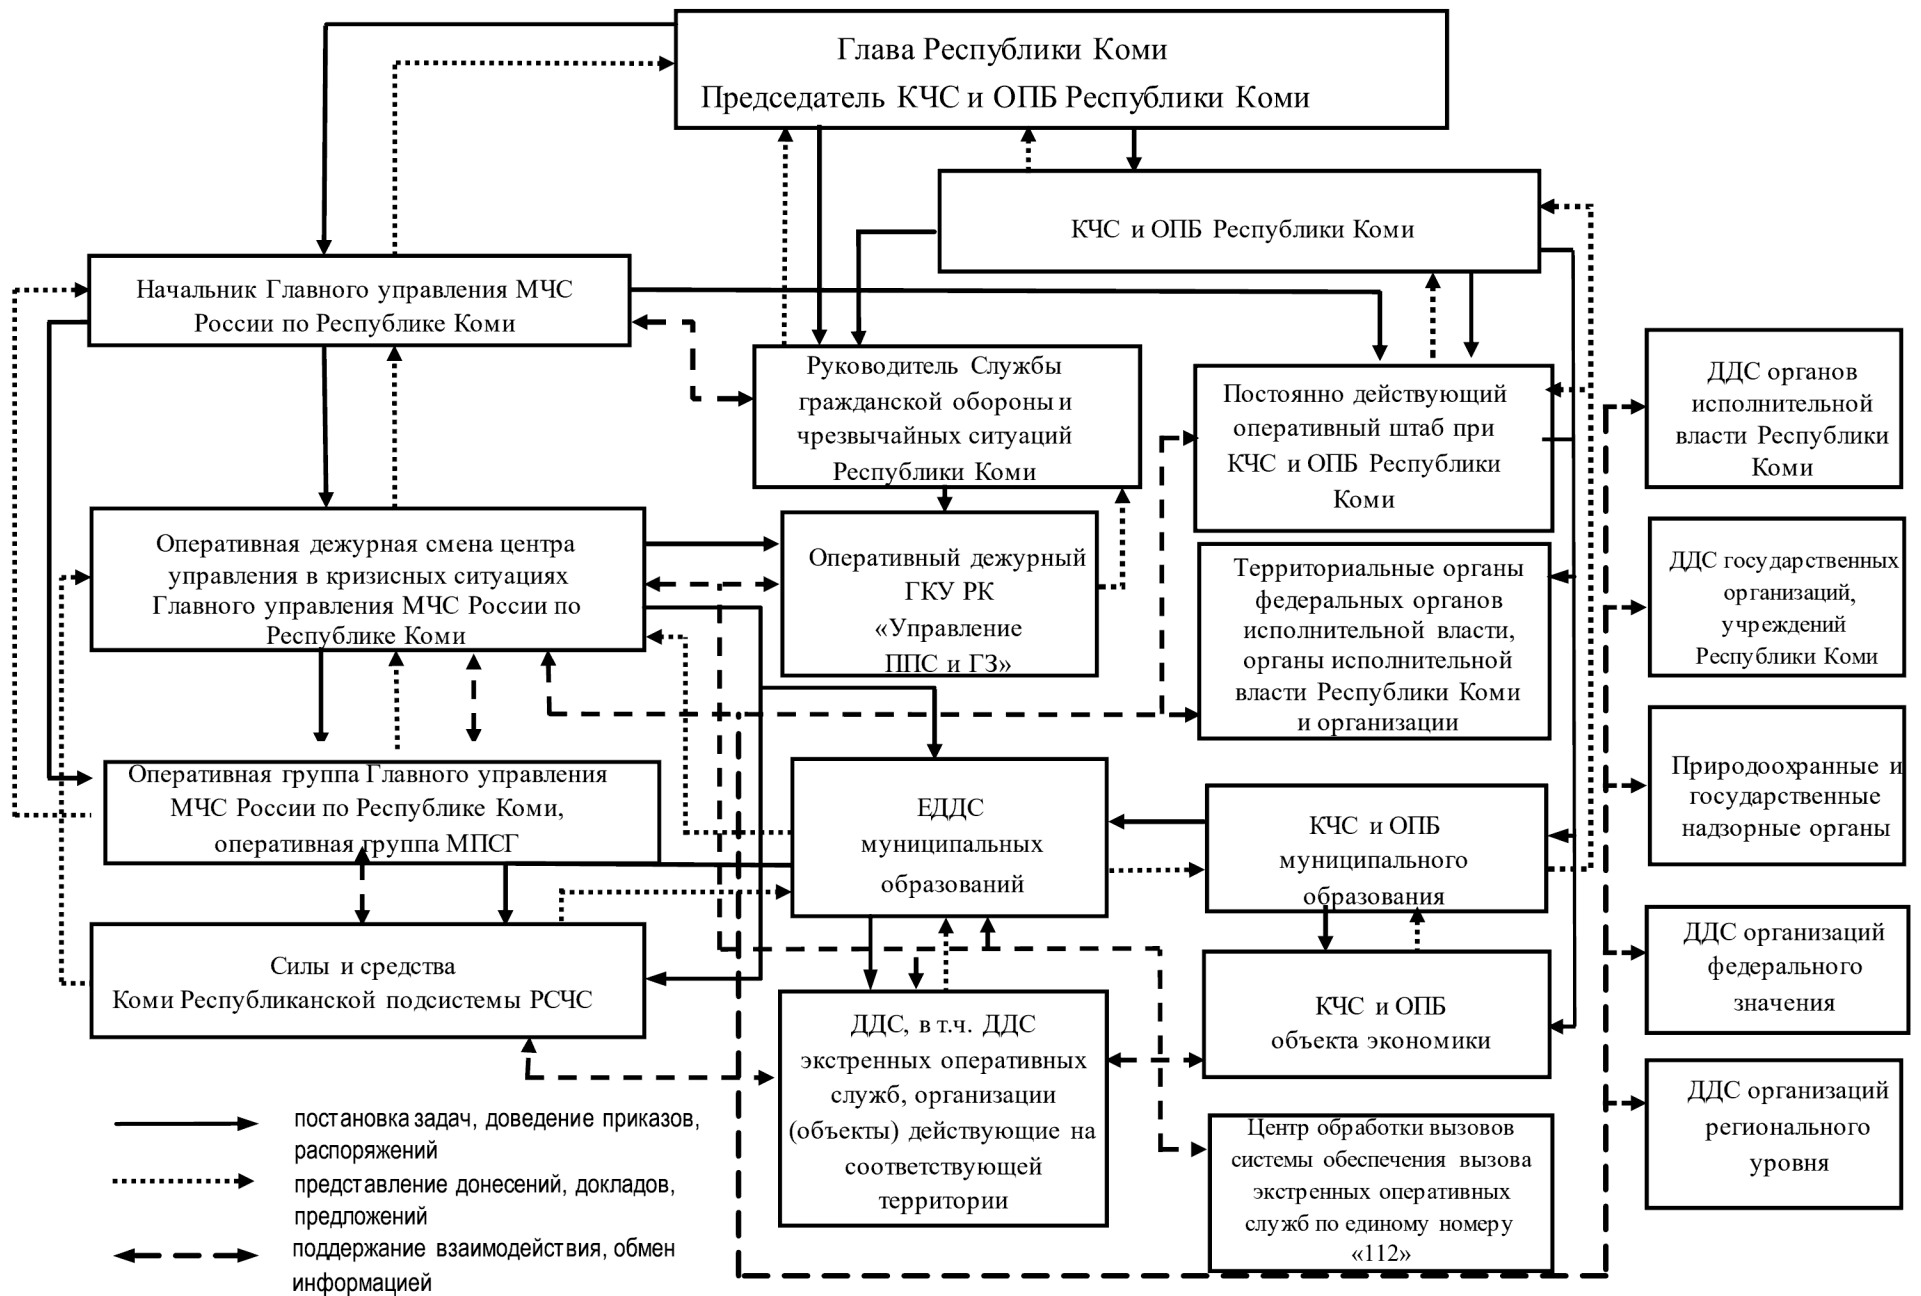 Глава Республики Коми
Председатель КЧС и ОПБ Республики Коми
КЧС и ОПБ Республики Коми
Начальник Главного управления МЧС
России по Республике Коми
Руководитель Службы
гражданской обороны и
чрезвычайных ситуаций
Республики Коми
Постоянно действующий
оперативный штаб при
КЧС и ОПБ Республики
Коми
ДДС органов
исполнительной
власти Республики
Коми
Оперативная дежурная смена центра
управления в кризисных ситуациях
Главного управления МЧС России по
Республике Коми
Оперативный дежурный
ГКУ РК
«Управление
ППС и ГЗ»
Территориальные органы
федеральных органов
исполнительной власти,
органы исполнительной
власти Республики Коми
и организации
ДДС государственных
организаций,
учреждений
Республики Коми
Оперативная группа Главного управления
МЧС России по Республике Коми,
оперативная группа МПСГ
ЕДДС
муниципальных
образований
КЧС и ОПБ
муниципального
образования
Природоохранные и
государственные
надзорные органы
Силы и средства
Коми Республиканской подсистемы РСЧС
ДДС, в т.ч. ДДС
экстренных оперативных
служб, организации
(объекты) действующие на
соответствующей
территории
КЧС и ОПБ
объекта экономики
ДДС организаций
федерального
значения
Центр обработки вызовов
системы обеспечения вызова
экстренных оперативных
служб по единому номеру
«112»
ДДС организаций
регионального
уровня
постановка задач, доведение приказов,
распоряжений
представление донесений, докладов,
предложений
поддержание взаимодействия, обмен
информацией